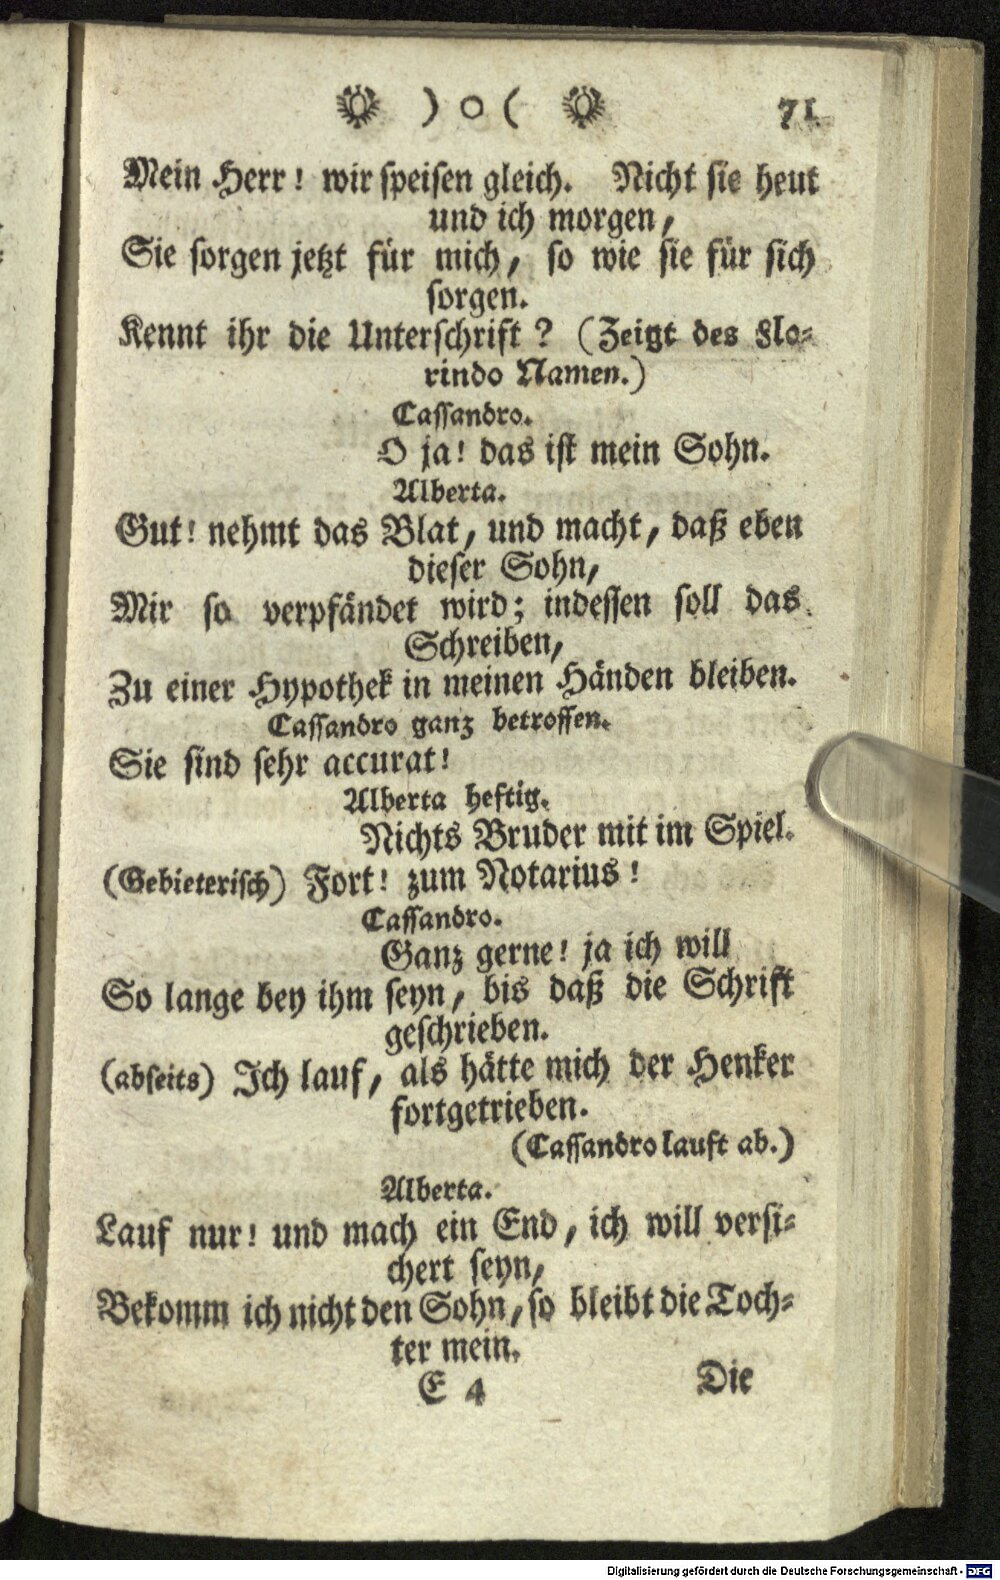 ) o ( 71
Mein Herr! wir speisen gleich. Nicht sie heut
und ich morgen,
Sie sorgen jetzt für mich, so wie sie für sich
sorgen.
Kennt ihr die Unterschrift? (Zeigt des Flo-
rindo Namen.)
Cassandro.
O ja! das ist mein Sohn.
Alberta.
Gut! nehmt das Blat, und macht, daß eben
dieser Sohn,
Mir so verpfändet wird; indessen soll das
Schreiben,
Zu einer Hypothek in meinen Händen bleiben.
Cassandro ganz betroffen.
Sie sind sehr accurat!
Alberta heftig.
Nichts Bruder mit im Spiel.
(Gebieterisch) Fort! zum Notarius!
Cassandro.
Ganz gerne! ja ich will
So lange bey ihm seyn, bis daß die Schrift
geschrieben.
(abseits) Ich lauf, als hätte mich der Henker
fortgetrieben.
(Cassandro lauft ab.)
Alberta.
Lauf nur! und mach ein End, ich will versi-
chert seyn,
Bekomm ich nicht den Sohn, so bleibt die Toch-
ter mein.
E 4 Die
Digitalisierung gefördert durch die Deutsche Forschungsgemeinschaft - DFG